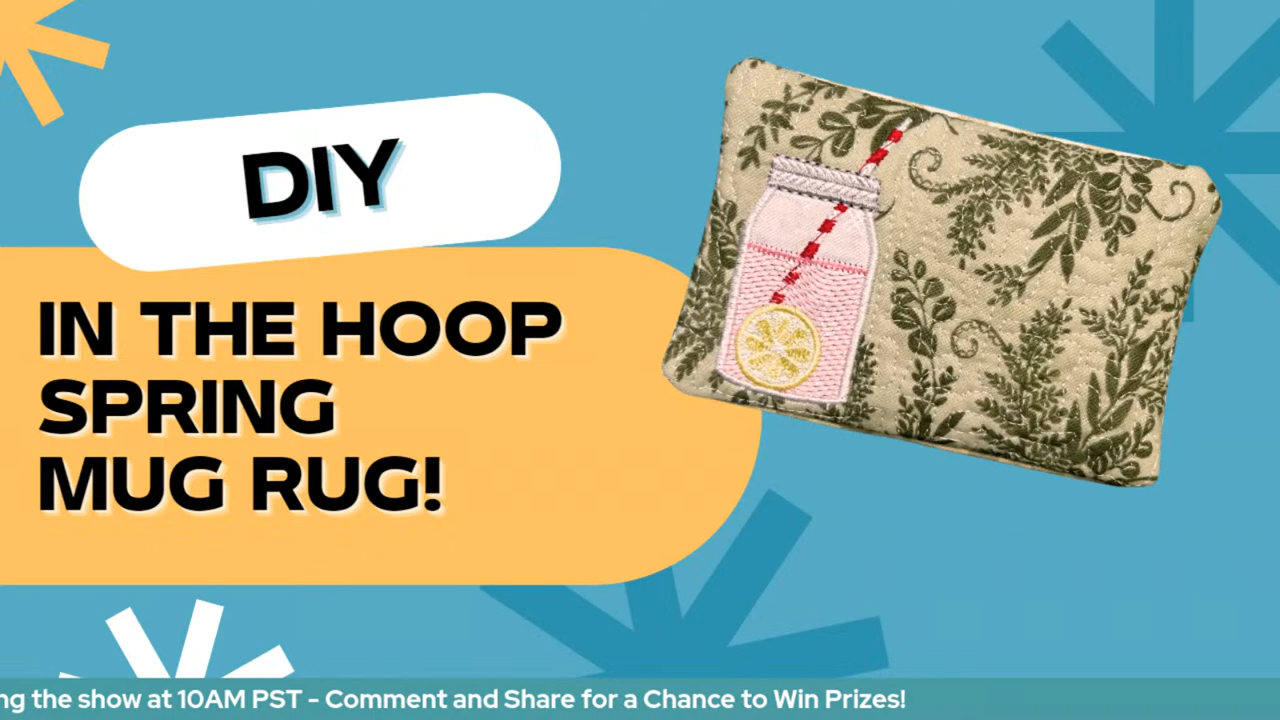 DIY
IN THE HOOP
SPRING
MUG RUG!
the show at 10AM PST - Comment and Share for a Chance to Win Prizes!